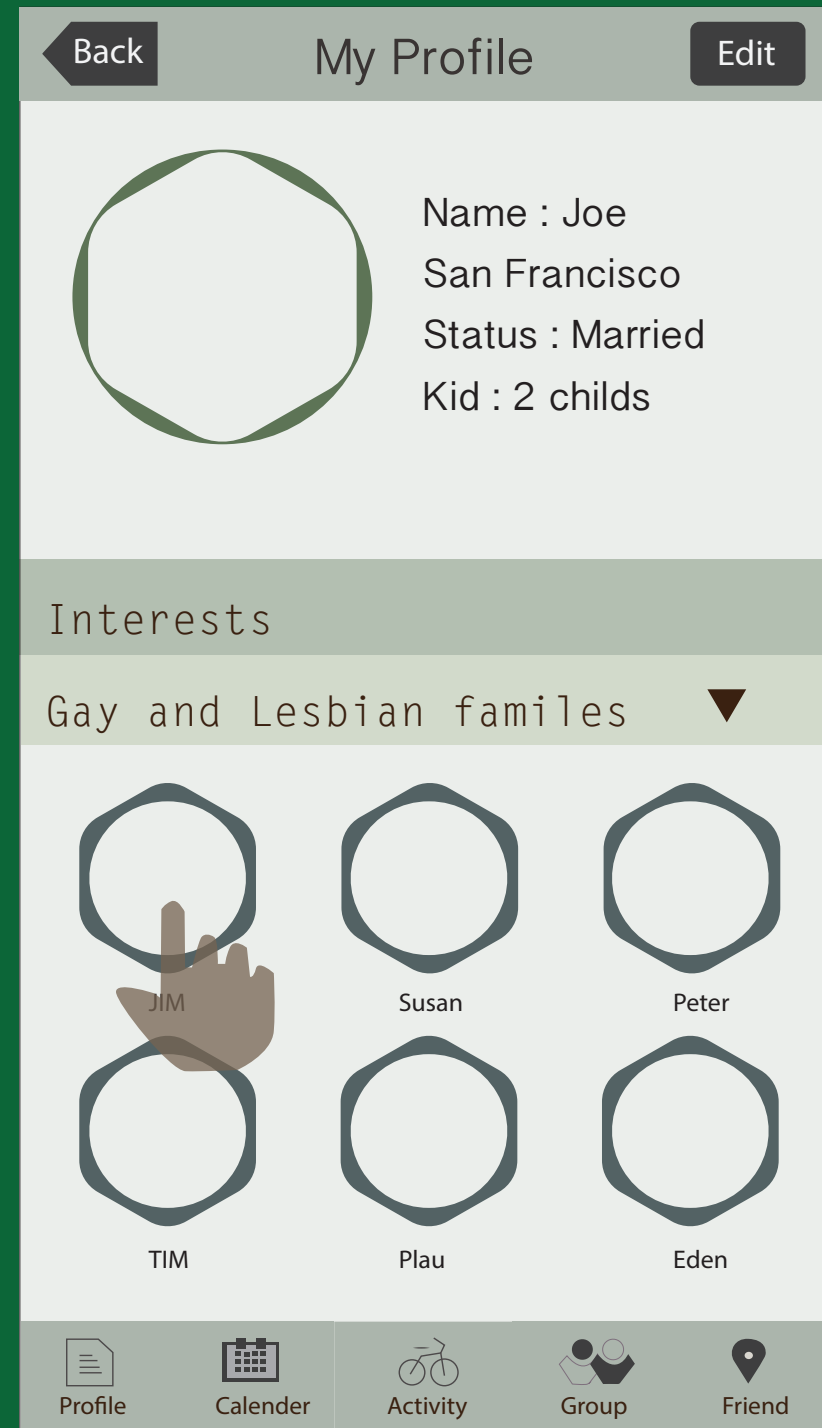 Back My Profile Edit
Name : Joe
San Francisco
Status : Married
Kid : 2 childs
Interests
Gay and Lesbian familes
JIM Susan Peter
TIM Plau Eden
Profile Calender Activity Group Friend